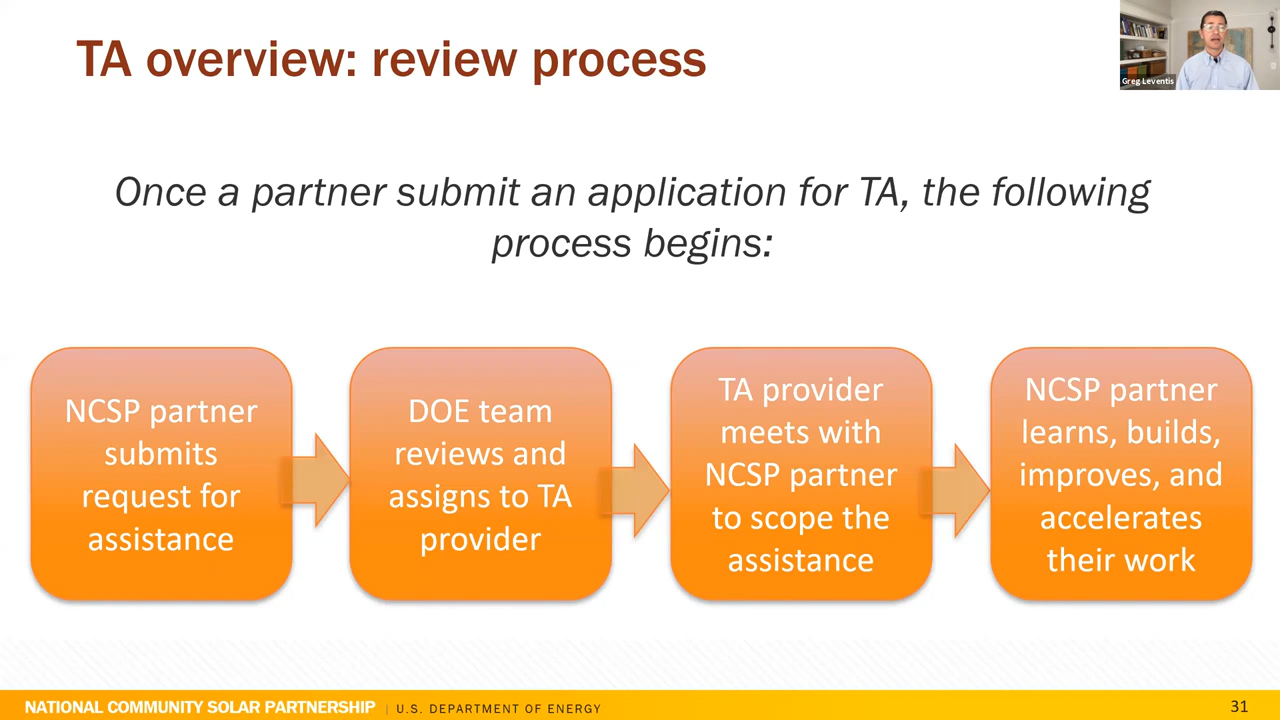 TA overview: review process
Greg Leventis
Once a partner submit an application for TA, the following
process begins:
NCSP partner
submits
request for
assistance
DOE team
reviews and
assigns to TA
provider
TA provider
meets with
NCSP partner
to scope the
assistance
NCSP partner
learns, builds,
improves, and
accelerates
their work
NATIONAL COMMUNITY SOLAR PARTNERSHIP | U.S. DEPARTMENT OF ENERGY
31